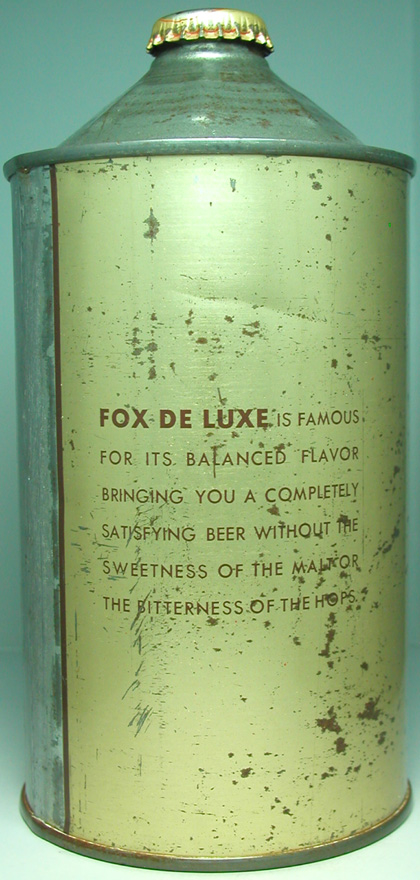 FOX DE LUXE IS FAMOUS
FOR ITS BALANCED FLAVOR
BRINGING YOU A COMPLETELY
SATISFYING BEER WITHOUT THE
SWEETNESS OF THE MALT OR
THE BITTERNESS OF THE HOPS.